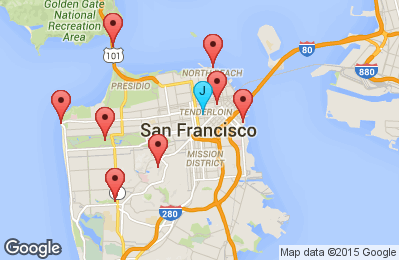 Golden Gate
National
Recreation
Area
101
80
880
NORTH BEACH
PRESIDIO
TENDERLOIN
J
San Francisco
MISSION
DISTRICT
280
Google
Map data ©2015 Google